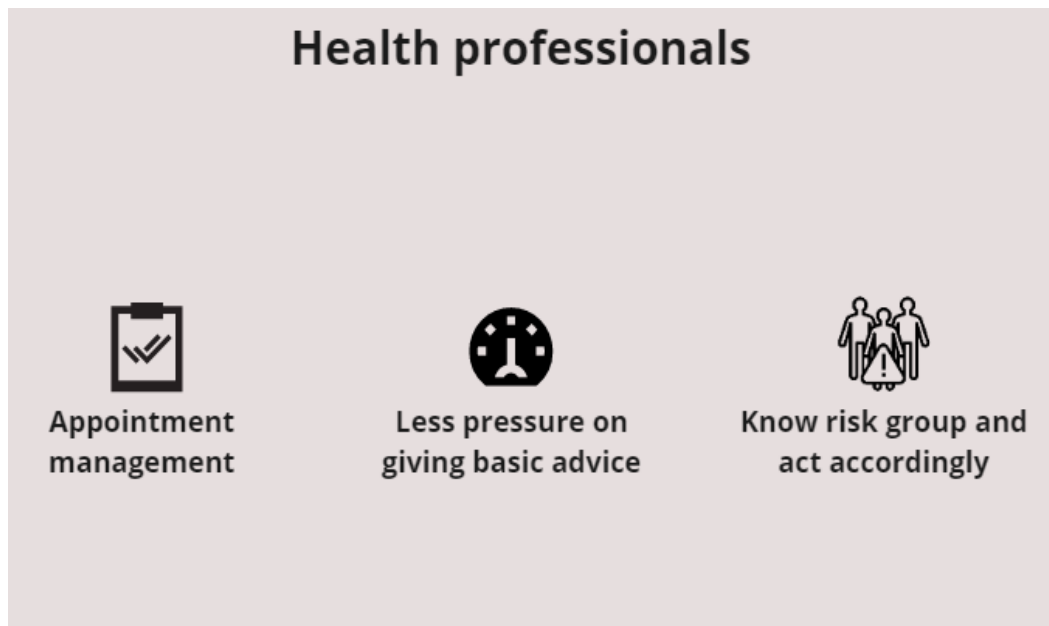 Health professionals
Appointment
management
Less pressure on
giving basic advice
Know risk group and
act accordingly